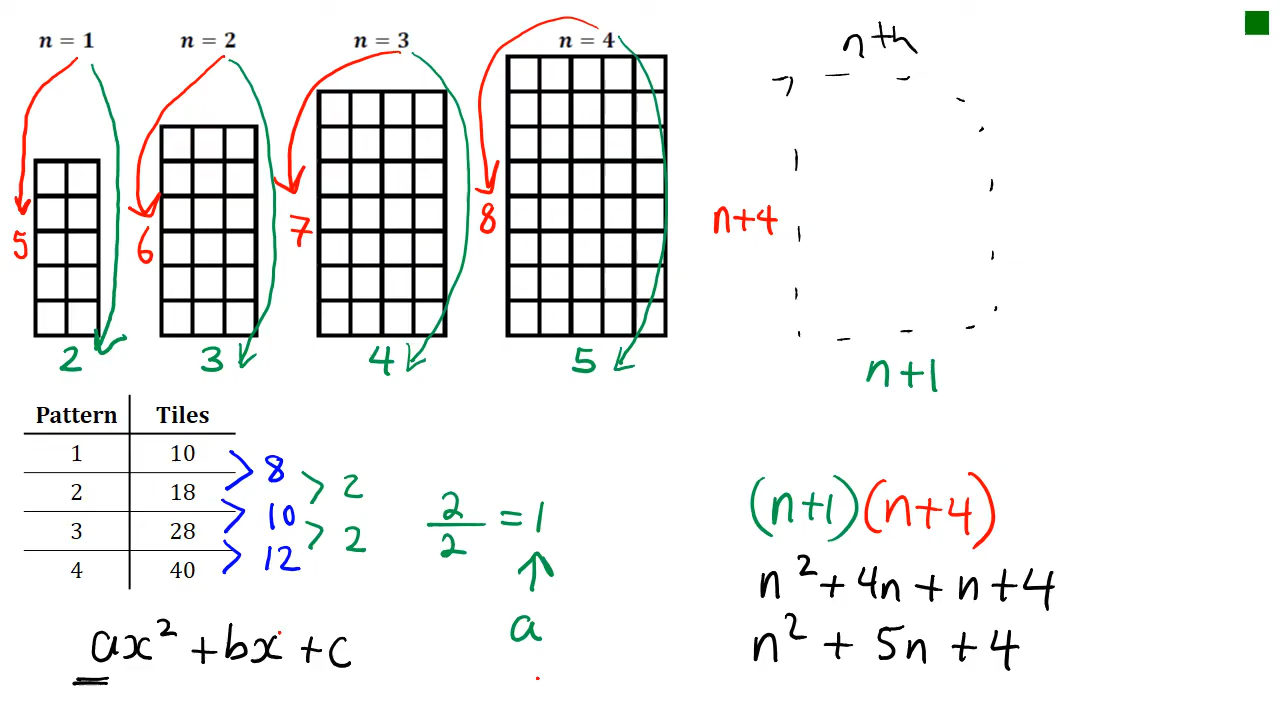 n = 1 n = 2 n = 3 n = 4 nth
5 6 7 8 n+4
2 3 4 5 n+1
Pattern Tiles
1 10
2 18
3 28
4 40
8
10
12
2
2
2/2 = 1
a
ax² + bx + c
(n+1)(n+4)
n² + 4n + n + 4
n² + 5n + 4